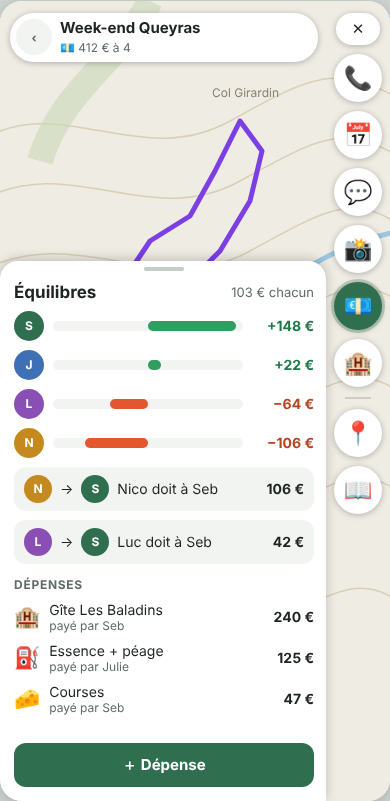 ‹
Week-end Queyras
💶 412 € à 4
✕
Col Girardin
Équilibres
103 € chacun
S
+148 €
J
+22 €
L
−64 €
N
−106 €
N → S Nico doit à Seb 106 €
L → S Luc doit à Seb 42 €
DÉPENSES
Gîte Les Baladins
payé par Seb
240 €
Essence + péage
payé par Julie
125 €
Courses
payé par Seb
47 €
+ Dépense
July
17